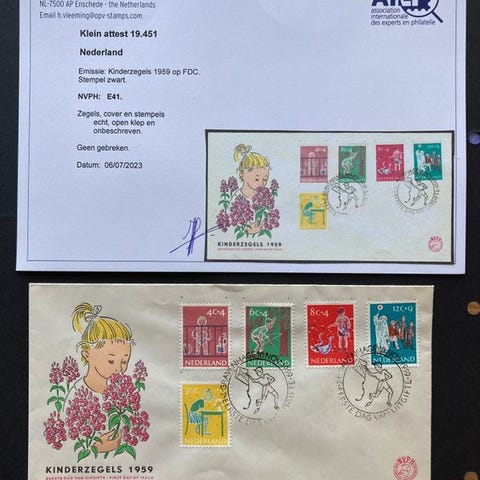 NL-7500 AP Enschede - the Netherlands
Email h.vleeming@opv-stamps.com
association
internationale
des experts en philatelie
Klein attest 19.451
Nederland
Emissie: Kinderzegels 1959 op FDC.
Stempel zwart.
NVPH: E41.
Zegels, cover en stempels
echt, open klep en
onbeschreven.
Geen gebreken.
Datum: 06/07/2023
KINDERZEGELS 1959
4c+4
6c+4
8c+4
12c+9
NEDERLAND
NEDERLAND
NEDERLAND
NEDERLAND
NEDERLAND
EERSTE DAG VAN UITGIFTE
KINDERZEGELS 1959
EERSTE DAG VAN UITGIFTE - FIRST DAY OF ISSUE
NVPH